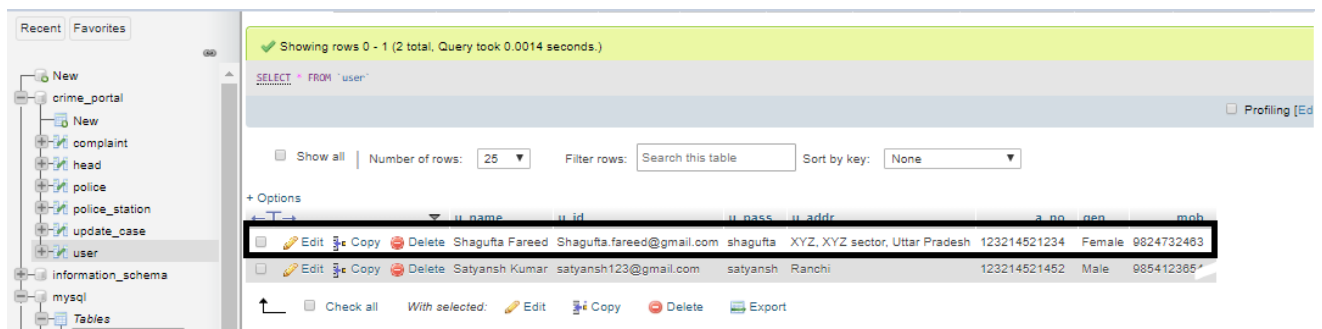 Recent Favorites
New
crime_portal
New
complaint
head
police
police_station
update_case
user
information_schema
mysql
Tables
Showing rows 0 - 1 (2 total, Query took 0.0014 seconds.)
SELECT * FROM `user`
Profiling [Ed
Show all | Number of rows: 25 Filter rows: Search this table Sort by key: None
+ Options
←T→ u_name u_id u_pass u_addr a_no gen mob
Edit Copy Delete Shagufta Fareed Shagufta.fareed@gmail.com shagufta XYZ, XYZ sector, Uttar Pradesh 123214521234 Female 9824732463
Edit Copy Delete Satyansh Kumar satyansh123@gmail.com satyansh Ranchi 123214521452 Male 9854123654
Check all With selected: Edit Copy Delete Export